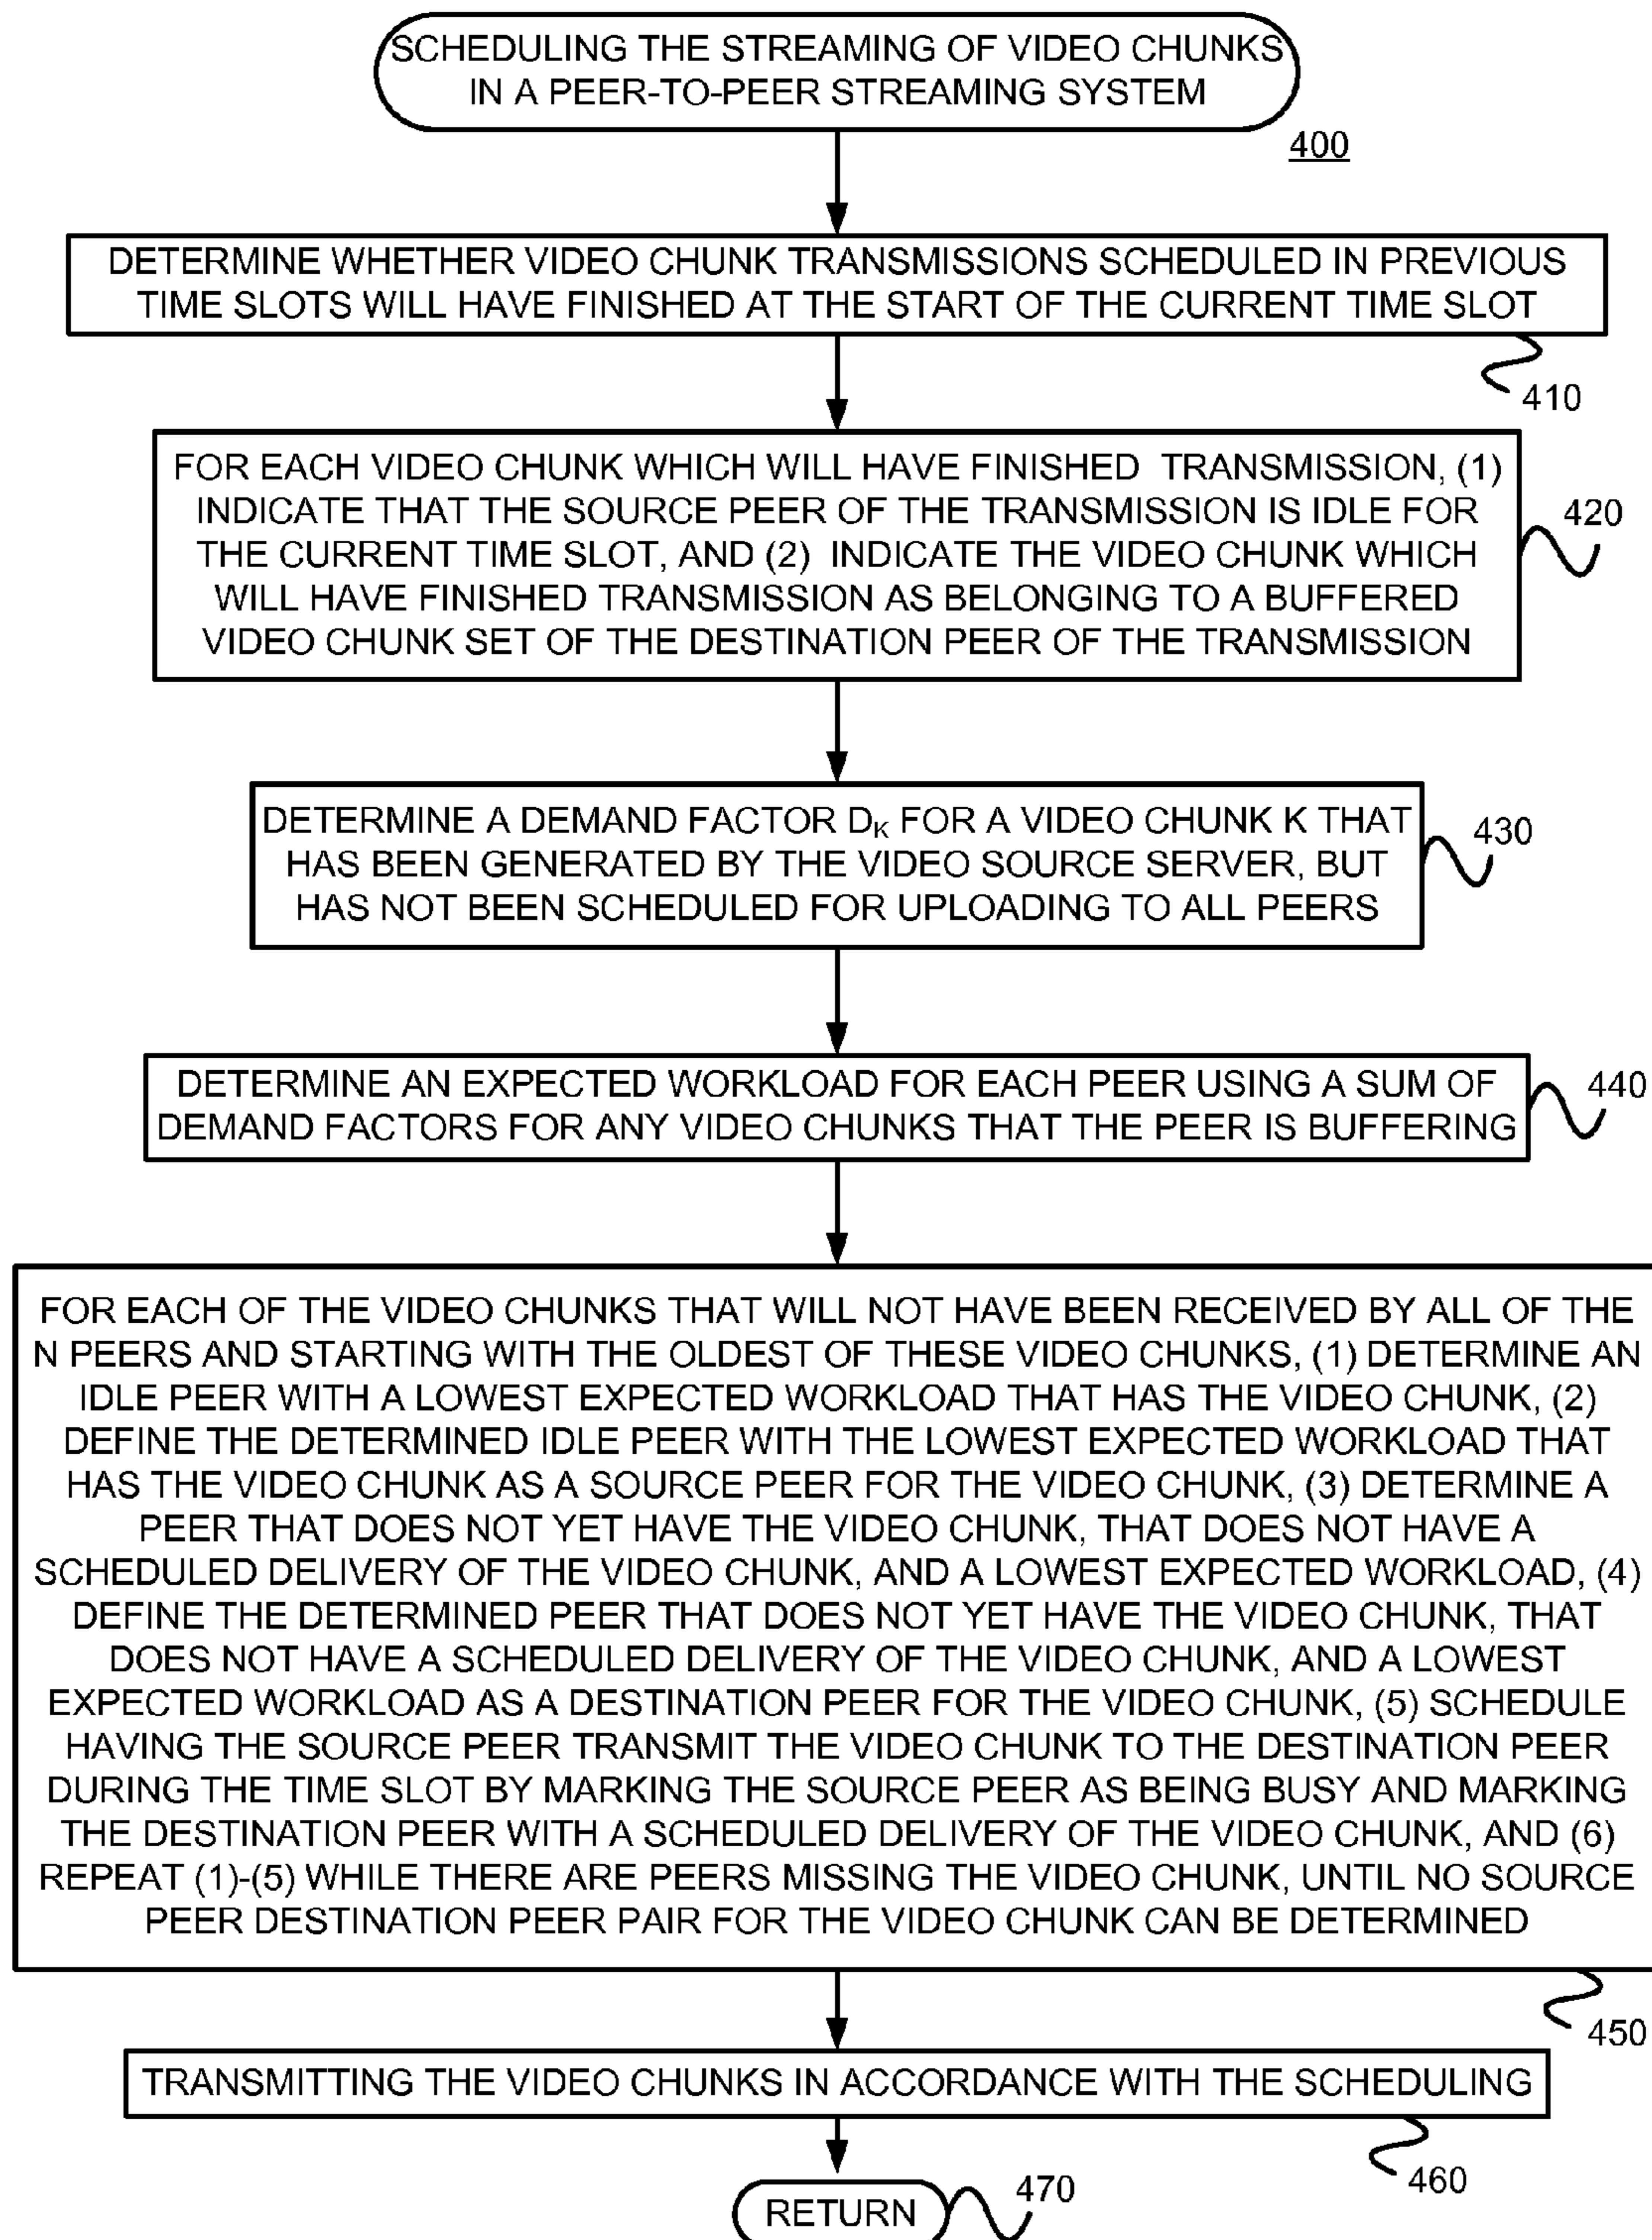 SCHEDULING THE STREAMING OF VIDEO CHUNKS
IN A PEER-TO-PEER STREAMING SYSTEM
400
DETERMINE WHETHER VIDEO CHUNK TRANSMISSIONS SCHEDULED IN PREVIOUS
TIME SLOTS WILL HAVE FINISHED AT THE START OF THE CURRENT TIME SLOT
410
FOR EACH VIDEO CHUNK WHICH WILL HAVE FINISHED TRANSMISSION, (1)
INDICATE THAT THE SOURCE PEER OF THE TRANSMISSION IS IDLE FOR
THE CURRENT TIME SLOT, AND (2) INDICATE THE VIDEO CHUNK WHICH
WILL HAVE FINISHED TRANSMISSION AS BELONGING TO A BUFFERED
VIDEO CHUNK SET OF THE DESTINATION PEER OF THE TRANSMISSION
420
DETERMINE A DEMAND FACTOR DK FOR A VIDEO CHUNK K THAT
HAS BEEN GENERATED BY THE VIDEO SOURCE SERVER, BUT
HAS NOT BEEN SCHEDULED FOR UPLOADING TO ALL PEERS
430
DETERMINE AN EXPECTED WORKLOAD FOR EACH PEER USING A SUM OF
DEMAND FACTORS FOR ANY VIDEO CHUNKS THAT THE PEER IS BUFFERING
440
FOR EACH OF THE VIDEO CHUNKS THAT WILL NOT HAVE BEEN RECEIVED BY ALL OF THE
N PEERS AND STARTING WITH THE OLDEST OF THESE VIDEO CHUNKS, (1) DETERMINE AN
IDLE PEER WITH A LOWEST EXPECTED WORKLOAD THAT HAS THE VIDEO CHUNK, (2)
DEFINE THE DETERMINED IDLE PEER WITH THE LOWEST EXPECTED WORKLOAD THAT
HAS THE VIDEO CHUNK AS A SOURCE PEER FOR THE VIDEO CHUNK, (3) DETERMINE A
PEER THAT DOES NOT YET HAVE THE VIDEO CHUNK, THAT DOES NOT HAVE A
SCHEDULED DELIVERY OF THE VIDEO CHUNK, AND A LOWEST EXPECTED WORKLOAD, (4)
DEFINE THE DETERMINED PEER THAT DOES NOT YET HAVE THE VIDEO CHUNK, THAT
DOES NOT HAVE A SCHEDULED DELIVERY OF THE VIDEO CHUNK, AND A LOWEST
EXPECTED WORKLOAD AS A DESTINATION PEER FOR THE VIDEO CHUNK, (5) SCHEDULE
HAVING THE SOURCE PEER TRANSMIT THE VIDEO CHUNK TO THE DESTINATION PEER
DURING THE TIME SLOT BY MARKING THE SOURCE PEER AS BEING BUSY AND MARKING
THE DESTINATION PEER WITH A SCHEDULED DELIVERY OF THE VIDEO CHUNK, AND (6)
REPEAT (1)-(5) WHILE THERE ARE PEERS MISSING THE VIDEO CHUNK, UNTIL NO SOURCE
PEER DESTINATION PEER PAIR FOR THE VIDEO CHUNK CAN BE DETERMINED
450
TRANSMITTING THE VIDEO CHUNKS IN ACCORDANCE WITH THE SCHEDULING
460
RETURN
470